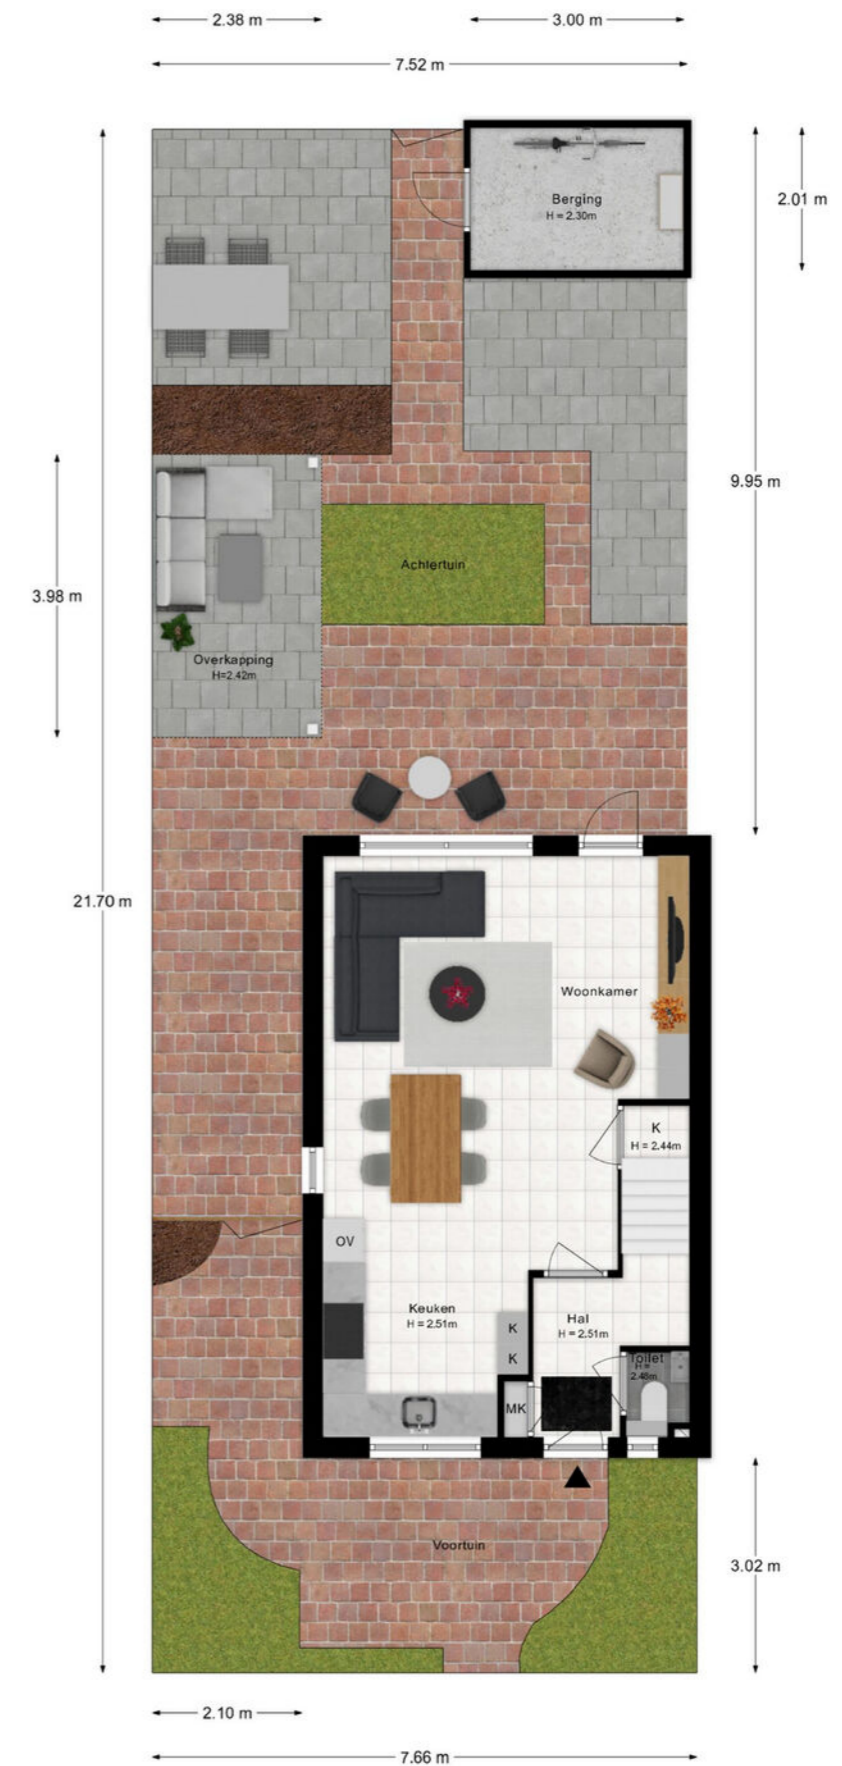 2.38 m
3.00 m
7.52 m
Berging
H = 2.30m
2.01 m
9.95 m
Achtertuin
3.98 m
Overkapping
H=2.42m
21.70 m
Woonkamer
K
H = 2.44m
OV
Keuken
H = 2.51m
K
K
Hal
H = 2.51m
Toilet
H =
2.46m
MK
Voortuin
3.02 m
2.10 m
7.66 m